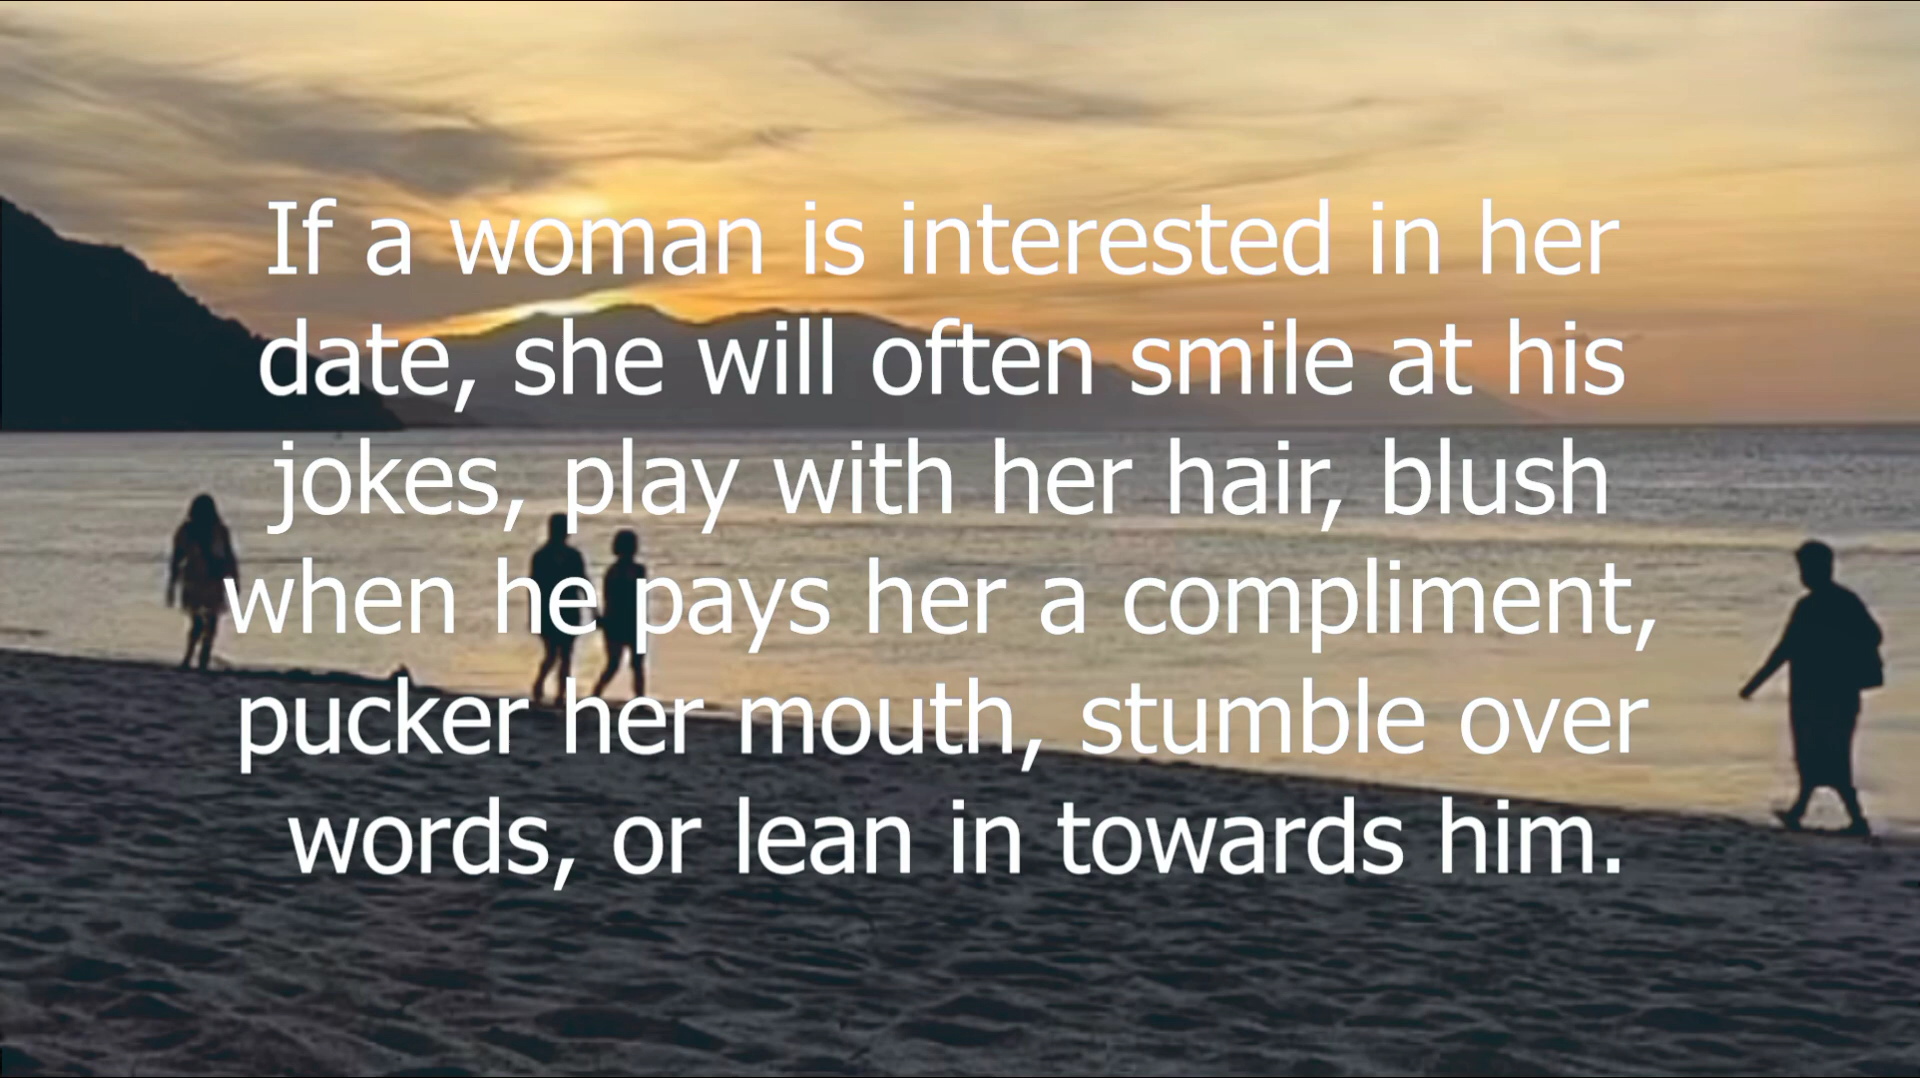 If a woman is interested in her
date, she will often smile at his
jokes, play with her hair, blush
when he pays her a compliment,
pucker her mouth, stumble over
words, or lean in towards him.